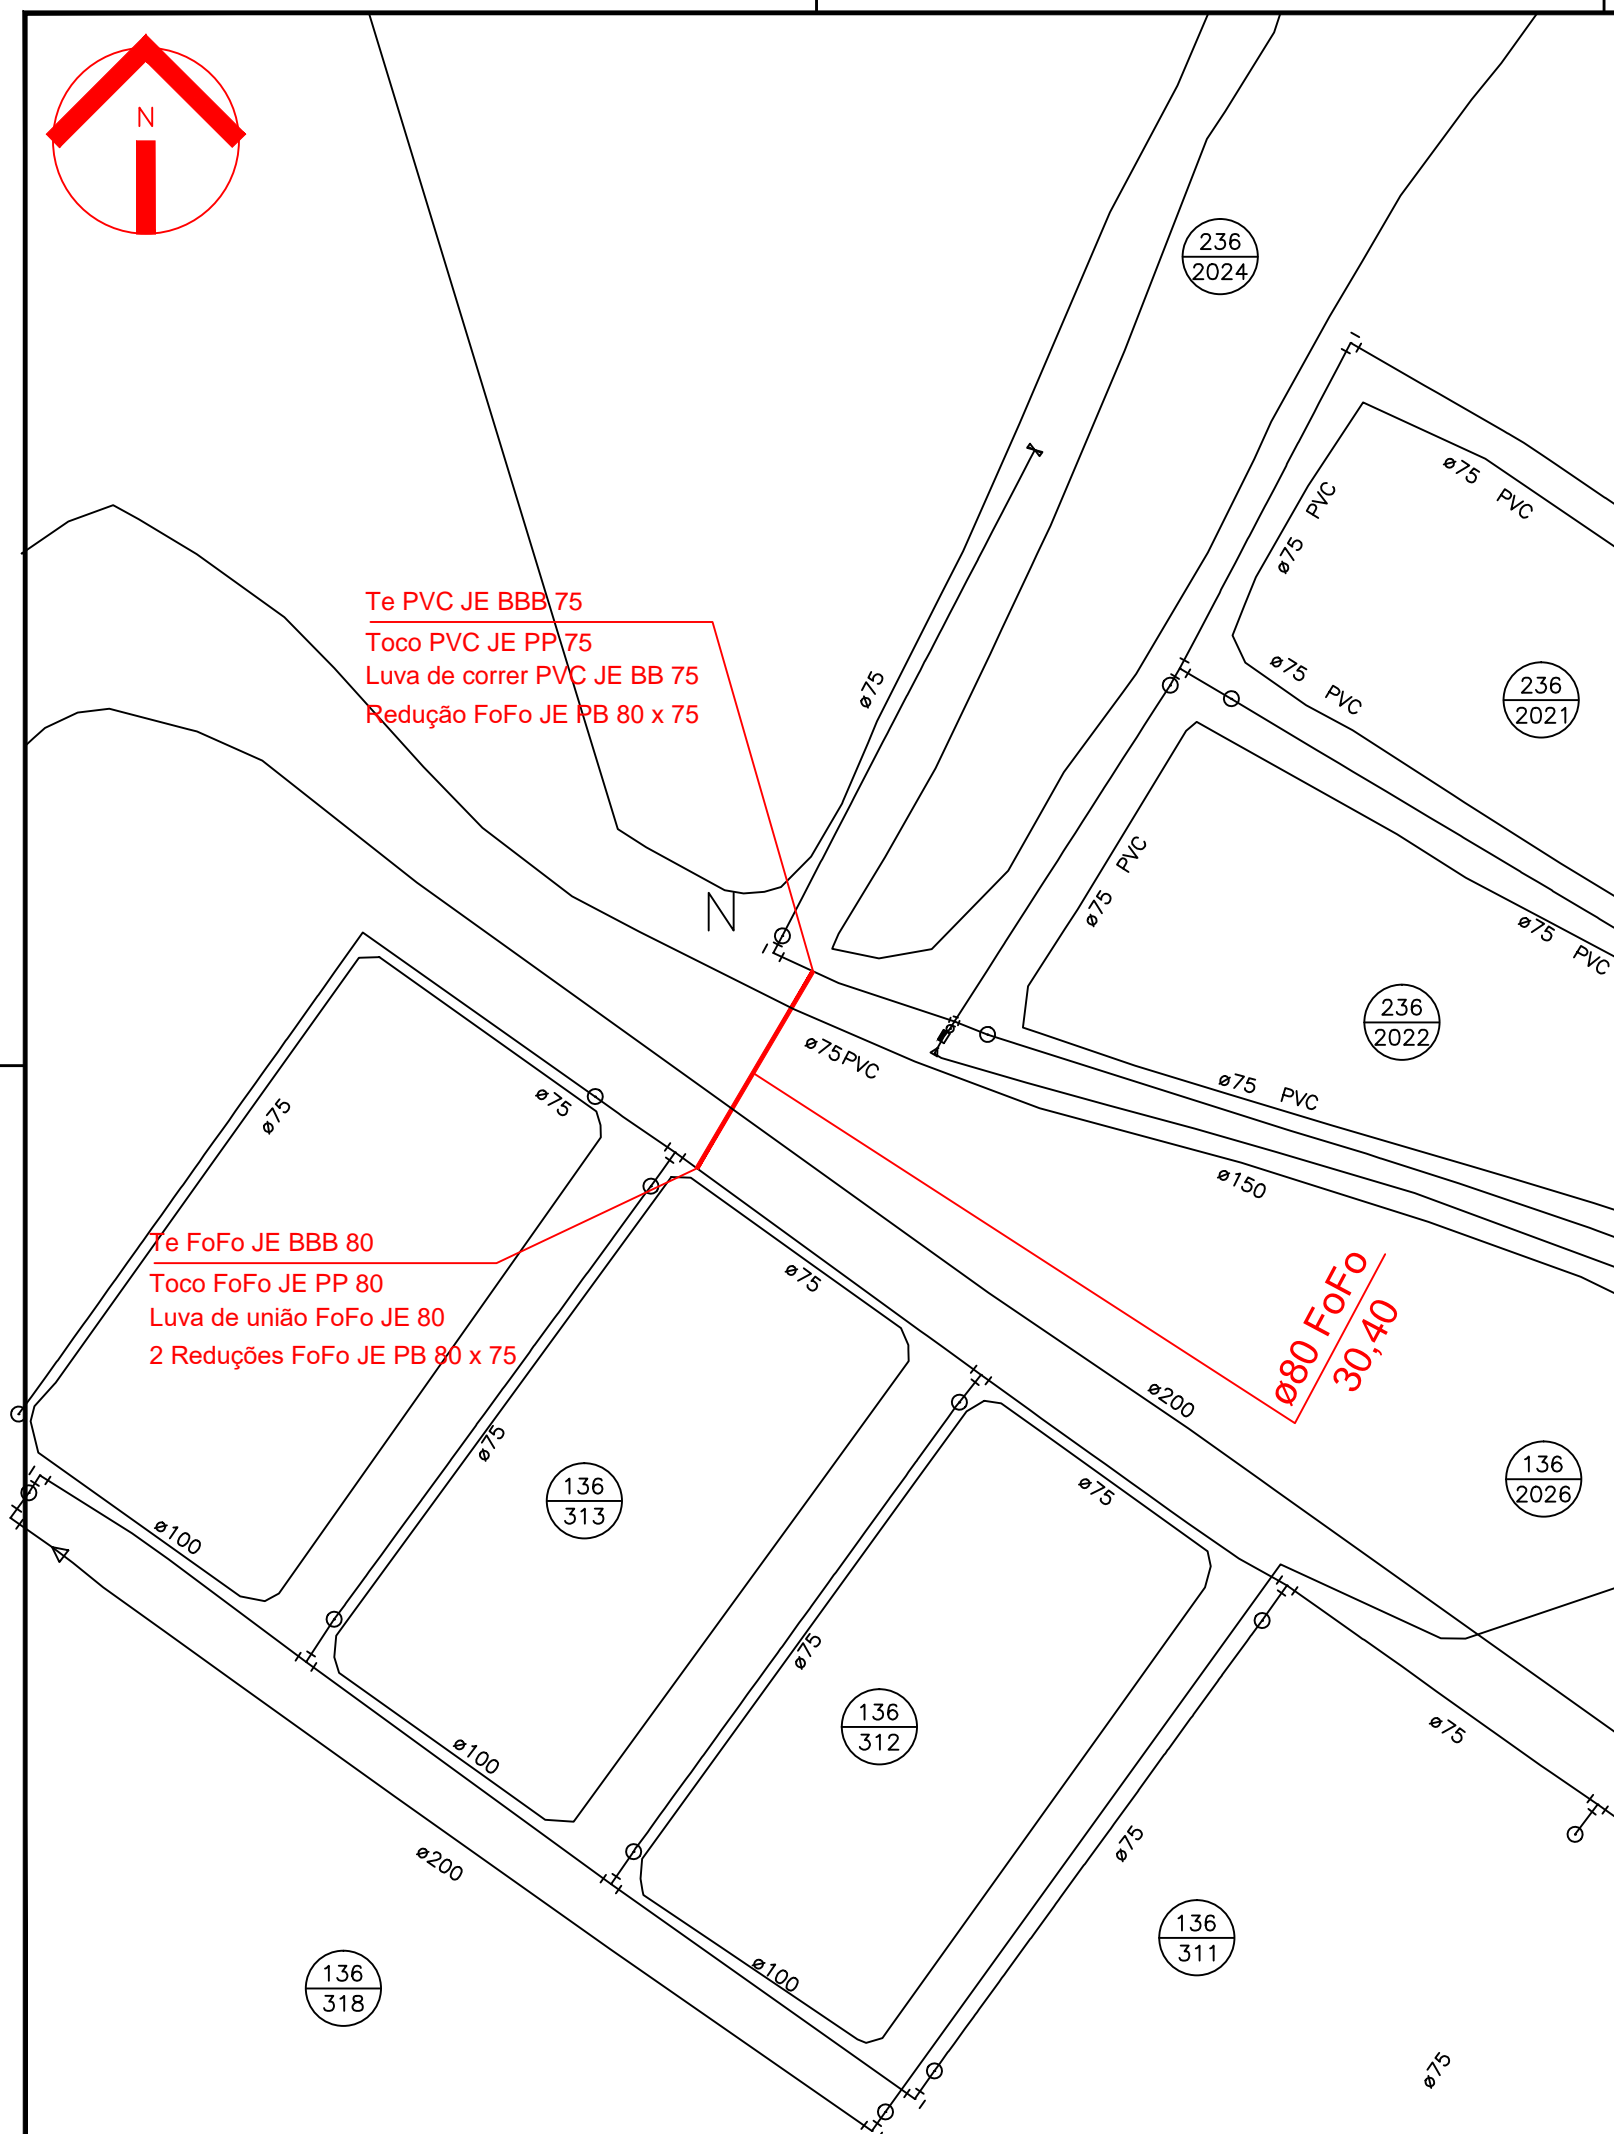 N
236
2024
ø75 PVC
ø75 PVC
Te PVC JE BBB 75
Toco PVC JE PP 75
Luva de correr PVC JE BB 75
Redução FoFo JE PB 80 x 75
ø75
ø75 PVC
236
2021
ø75 PVC
N
ø75 PVC
236
2022
ø75PVC
ø75 PVC
ø75
ø75
ø150
Te FoFo JE BBB 80
Toco FoFo JE PP 80
Luva de união FoFo JE 80
2 Reduções FoFo JE PB 80 x 75
ø75
ø80 FoFo
30,40
ø200
ø75
136
313
ø75
136
2026
ø100
ø75
136
312
ø75
ø100
ø200
ø75
136
311
136
318
ø100
ø75